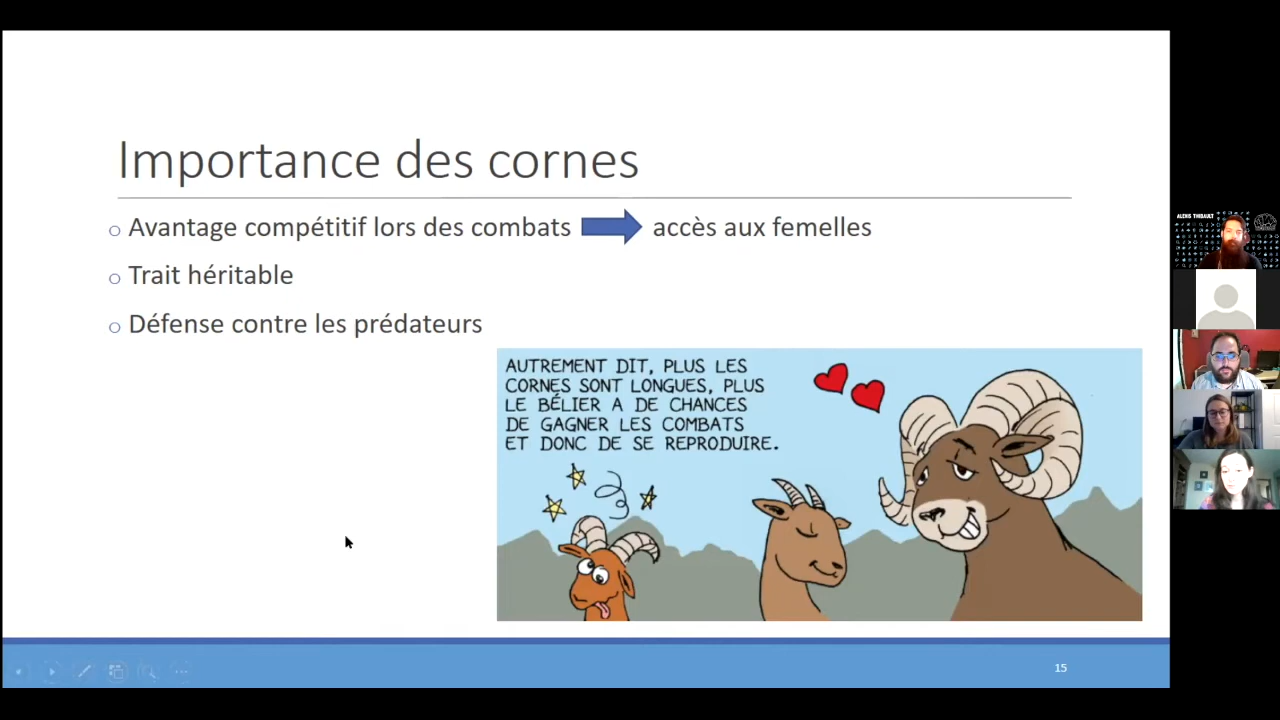 Importance des cornes
Avantage compétitif lors des combats accès aux femelles
Trait héritable
Défense contre les prédateurs
AUTREMENT DIT, PLUS LES
CORNES SONT LONGUES, PLUS
LE BÉLIER A DE CHANCES
DE GAGNER LES COMBATS
ET DONC DE SE REPRODUIRE.
15
ALEXIS THIBAULT